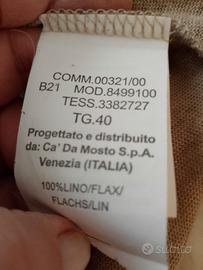 COMM.00321/00
B21 MOD.8499100
TESS.3382727
TG.40
Progettato e distribuito
da: Ca' Da Mosto S.p.A.
Venezia (ITALIA)
100%LINO/FLAX/
FLACHS/LIN
subito